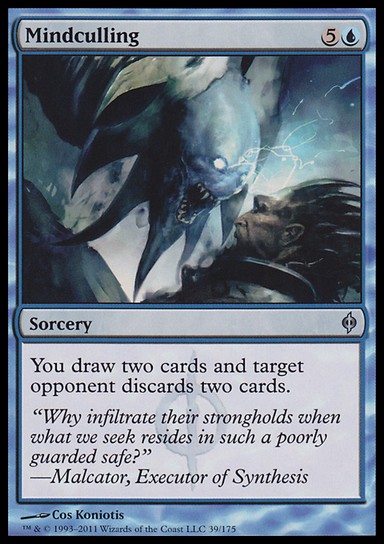 Mindculling 5
Sorcery
You draw two cards and target
opponent discards two cards.
“Why infiltrate their strongholds when
what we seek resides in such a poorly
guarded safe?”
—Malcator, Executor of Synthesis
Cos Koniotis
™ & © 1993–2011 Wizards of the Coast LLC 39/175